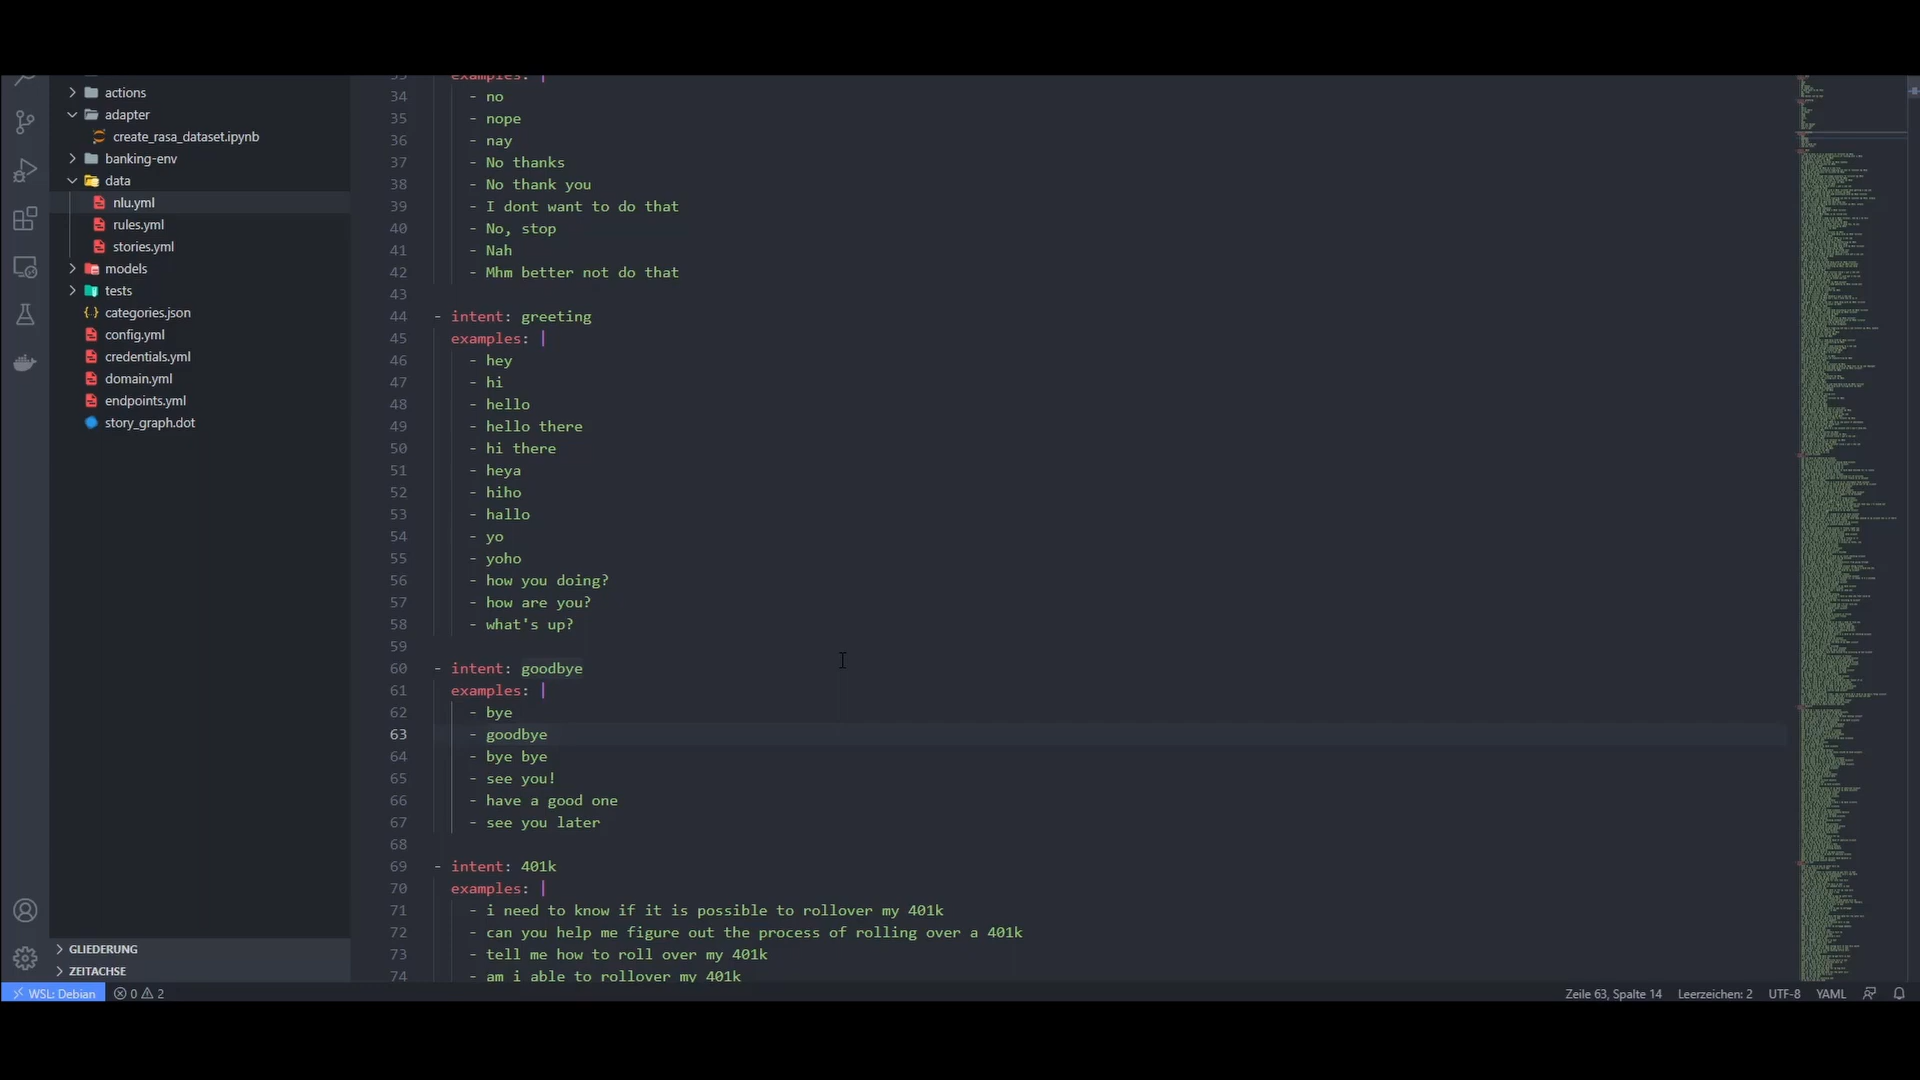 actions
adapter
create_rasa_dataset.ipynb
banking-env
data
nlu.yml
rules.yml
stories.yml
models
tests
categories.json
config.yml
credentials.yml
domain.yml
endpoints.yml
story_graph.dot
GLIEDERUNG
ZEITACHSE
examples: |
34 - no
35 - nope
36 - nay
37 - No thanks
38 - No thank you
39 - I dont want to do that
40 - No, stop
41 - Nah
42 - Mhm better not do that
43
44 - intent: greeting
45 examples: |
46 - hey
47 - hi
48 - hello
49 - hello there
50 - hi there
51 - heya
52 - hiho
53 - hallo
54 - yo
55 - yoho
56 - how you doing?
57 - how are you?
58 - what's up?
59
60 - intent: goodbye
61 examples: |
62 - bye
63 - goodbye
64 - bye bye
65 - see you!
66 - have a good one
67 - see you later
68
69 - intent: 401k
70 examples: |
71 - i need to know if it is possible to rollover my 401k
72 - can you help me figure out the process of rolling over a 401k
73 - tell me how to roll over my 401k
74 - am i able to rollover my 401k
WSL: Debian 0 2 Zeile 63, Spalte 14 Leerzeichen: 2 UTF-8 YAML